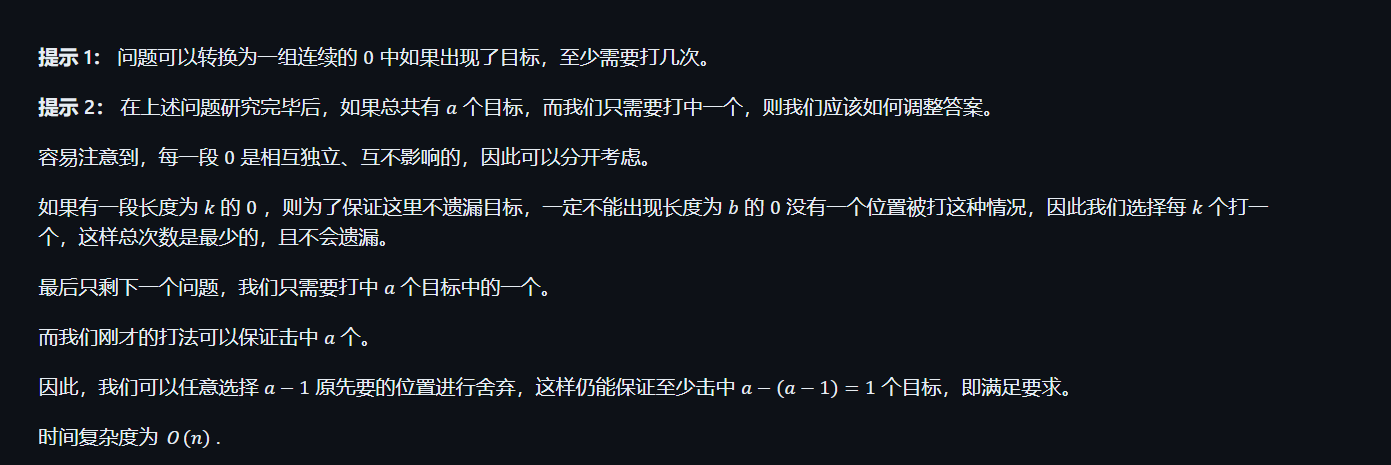 提示 1： 问题可以转换为一组连续的 0 中如果出现了目标，至少需要打几次。
提示 2： 在上述问题研究完毕后，如果总共有 a 个目标，而我们只需要打中一个，则我们应该如何调整答案。
容易注意到，每一段 0 是相互独立、互不影响的，因此可以分开考虑。
如果有一段长度为 k 的 0 ，则为了保证这里不遗漏目标，一定不能出现长度为 b 的 0 没有一个位置被打这种情况，因此我们选择每 k 个打一
个，这样总次数是最少的，且不会遗漏。
最后只剩下一个问题，我们只需要打中 a 个目标中的一个。
而我们刚才的打法可以保证击中 a 个。
因此，我们可以任意选择 a − 1 原先要的位置进行舍弃，这样仍能保证至少击中 a − (a − 1) = 1 个目标，即满足要求。
时间复杂度为 O (n) .